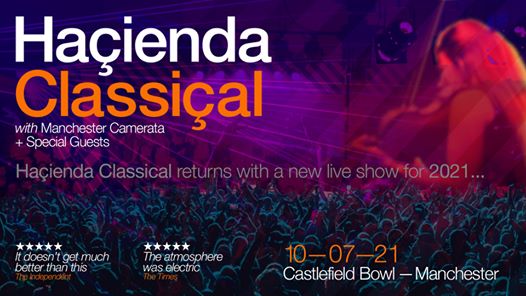 Haçienda
Classiçal
with Manchester Camerata
+ Special Guests
Haçienda Classical returns with a new live show for 2021...
★★★★★
It doesn't get much
better than this
The Independent
★★★★★
The atmosphere
was electric
The Times
10—07—21
Castlefield Bowl — Manchester